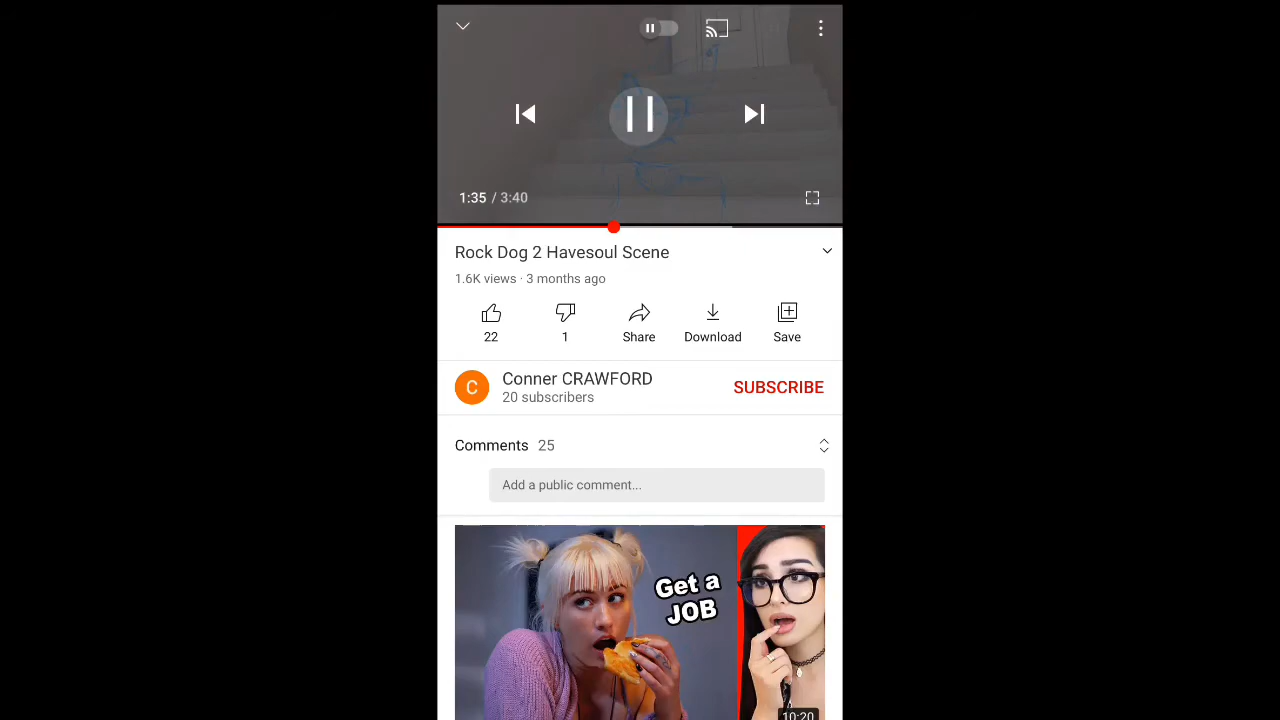 1:35 / 3:40
Rock Dog 2 Havesoul Scene
1.6K views · 3 months ago
22
1
Share
Download
Save
C
Conner CRAWFORD
20 subscribers
SUBSCRIBE
Comments 25
Add a public comment...
Get a
JOB
10:20